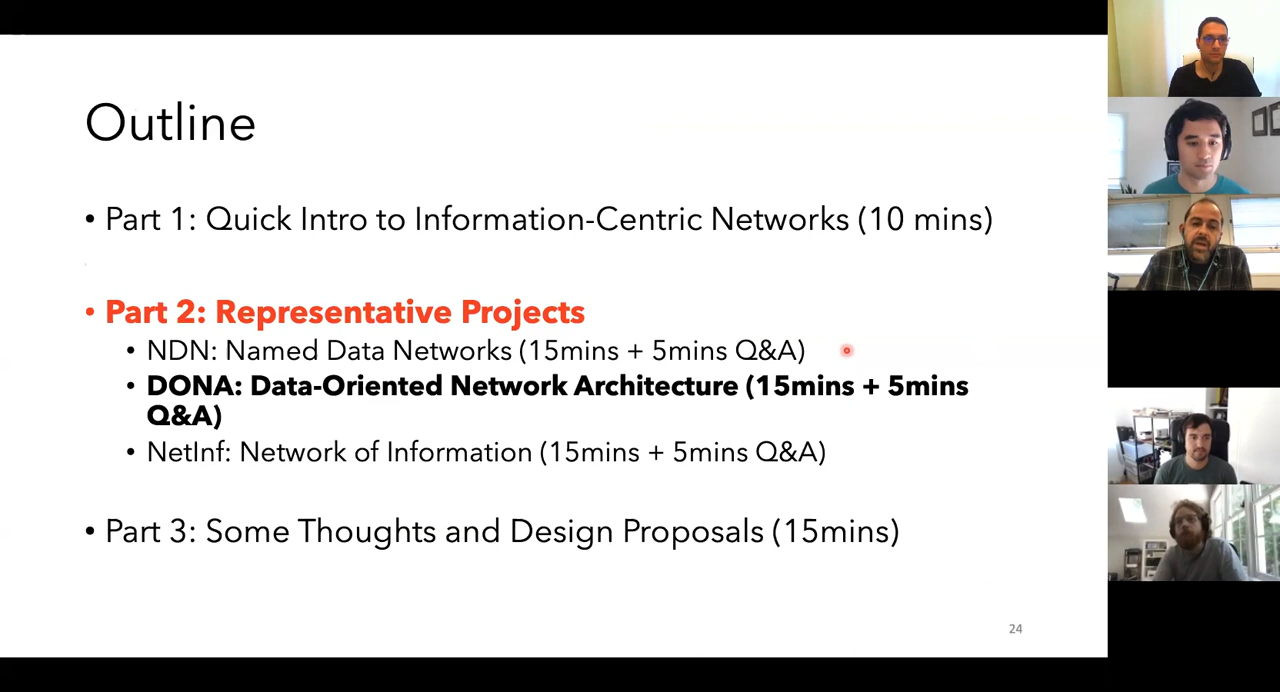 Outline
• Part 1: Quick Intro to Information-Centric Networks (10 mins)
• Part 2: Representative Projects
• NDN: Named Data Networks (15mins + 5mins Q&A)
• DONA: Data-Oriented Network Architecture (15mins + 5mins
Q&A)
• NetInf: Network of Information (15mins + 5mins Q&A)
• Part 3: Some Thoughts and Design Proposals (15mins)
24